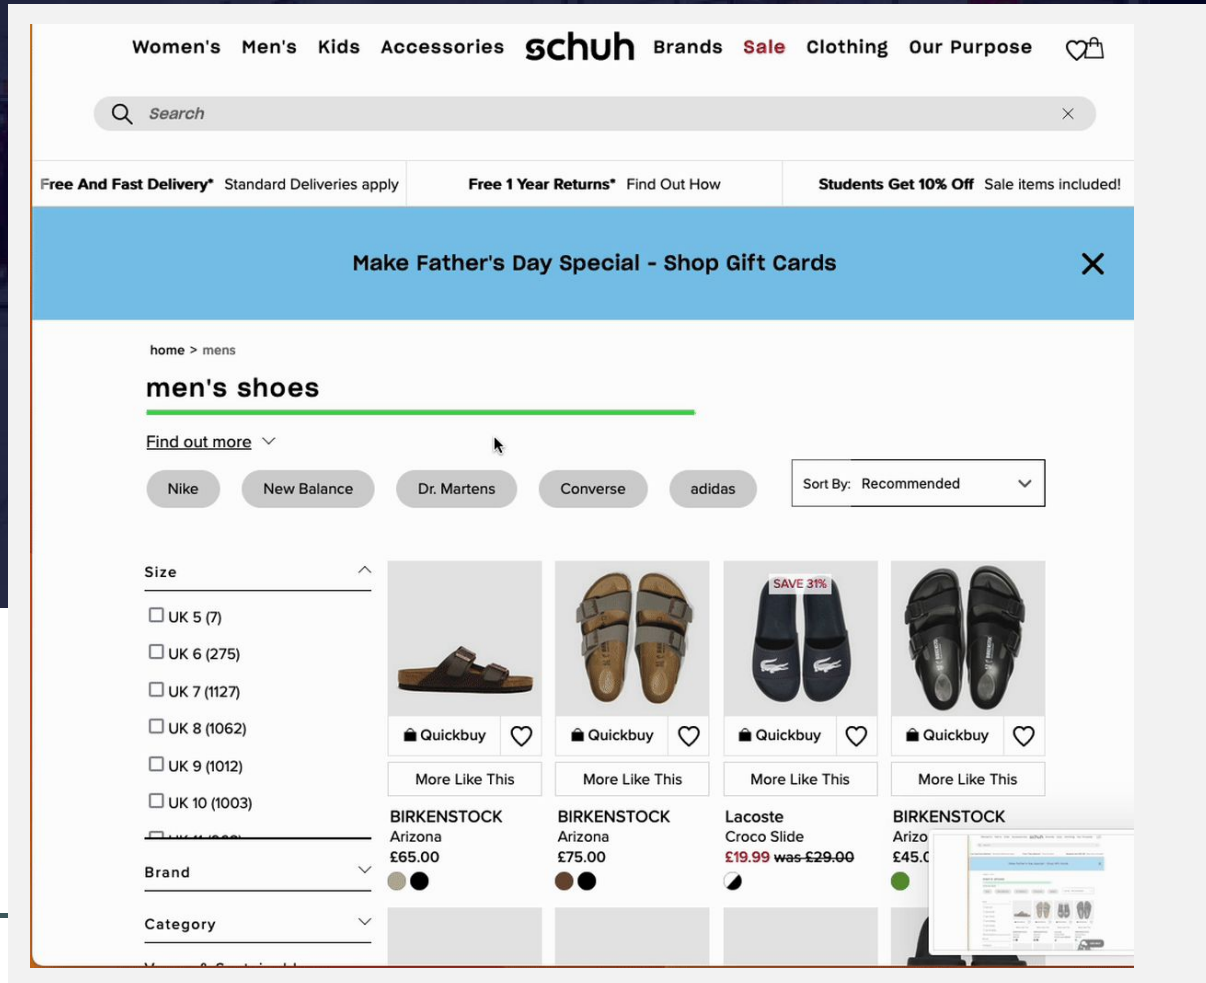 Women's Men's Kids Accessories schuh Brands Sale Clothing Our Purpose
Search
Free And Fast Delivery* Standard Deliveries apply
Free 1 Year Returns* Find Out How
Students Get 10% Off Sale items included!
Make Father's Day Special - Shop Gift Cards
home > mens
men's shoes
Find out more
Nike New Balance Dr. Martens Converse adidas
Sort By: Recommended
Size
UK 5 (7)
UK 6 (275)
UK 7 (1127)
UK 8 (1062)
UK 9 (1012)
UK 10 (1003)
Brand
Category
Quickbuy
More Like This
BIRKENSTOCK
Arizona
£65.00
Quickbuy
More Like This
BIRKENSTOCK
Arizona
£75.00
SAVE 31%
Quickbuy
More Like This
Lacoste
Croco Slide
£19.99 was £29.00
Quickbuy
More Like This
BIRKENSTOCK
Arizo
£45.0